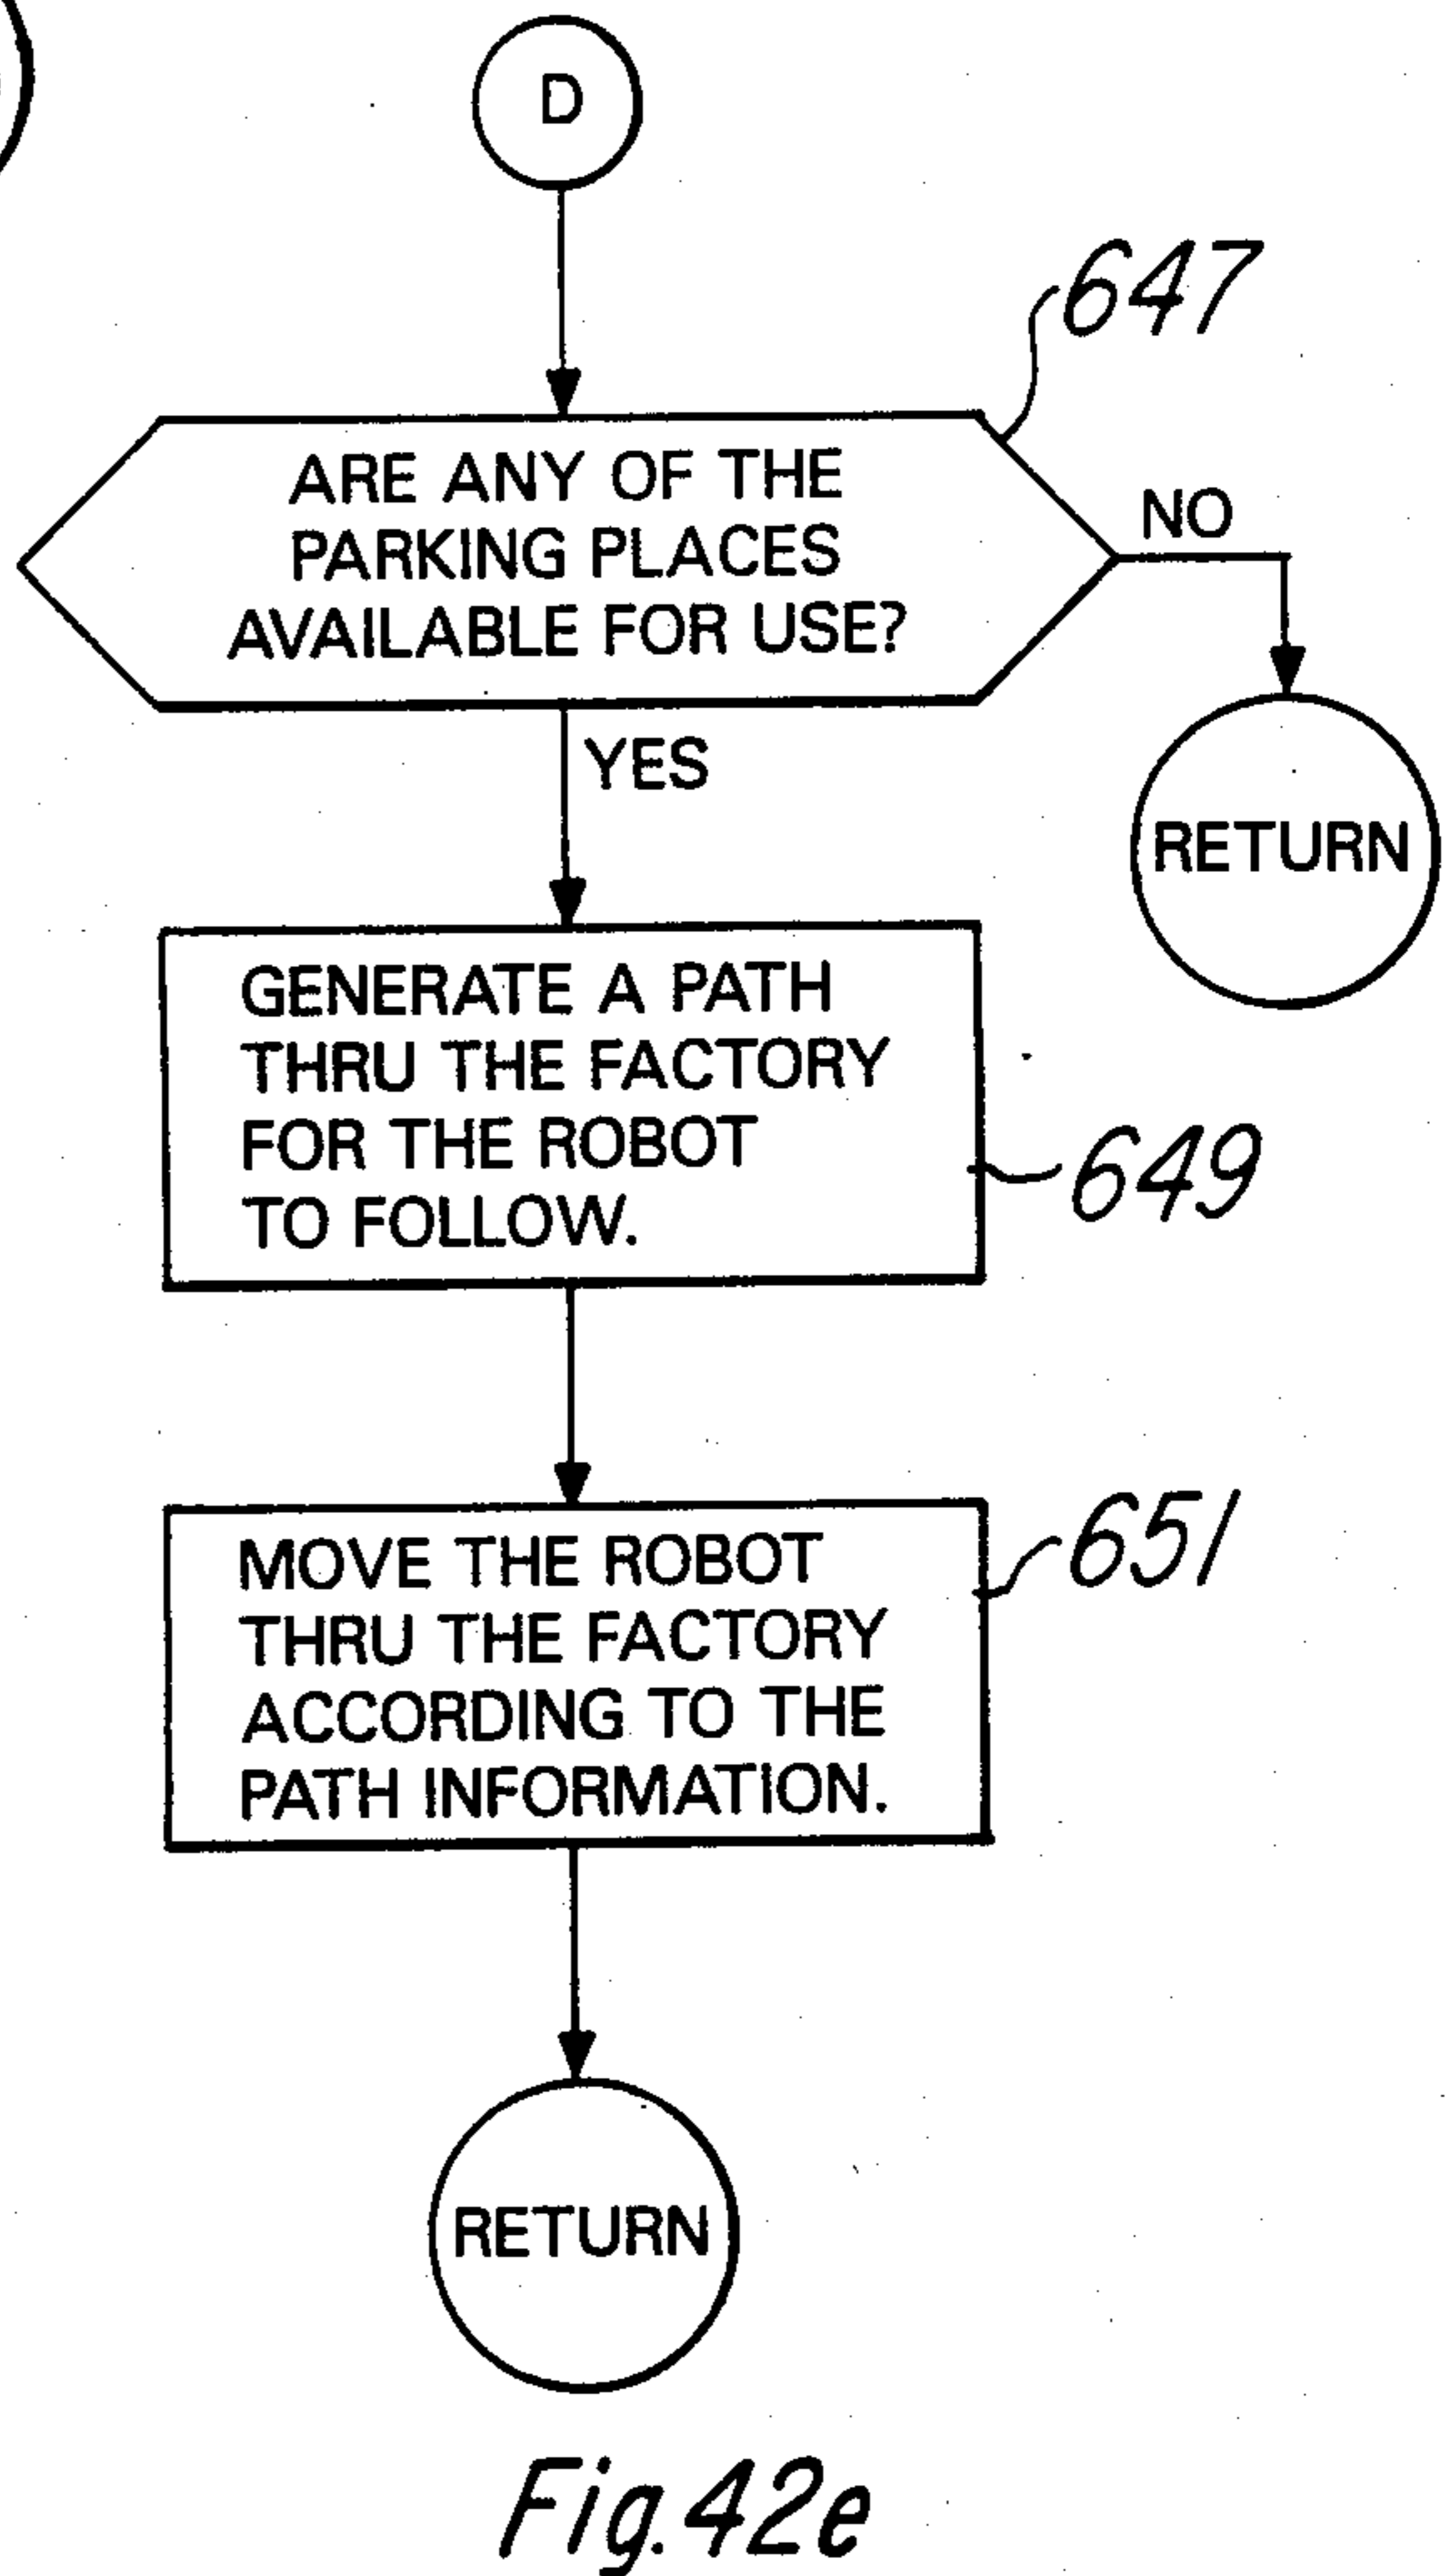 D
647
ARE ANY OF THE
PARKING PLACES
AVAILABLE FOR USE?
NO
YES
RETURN
GENERATE A PATH
THRU THE FACTORY
FOR THE ROBOT
TO FOLLOW.
649
MOVE THE ROBOT
THRU THE FACTORY
ACCORDING TO THE
PATH INFORMATION.
651
RETURN
Fig. 42e